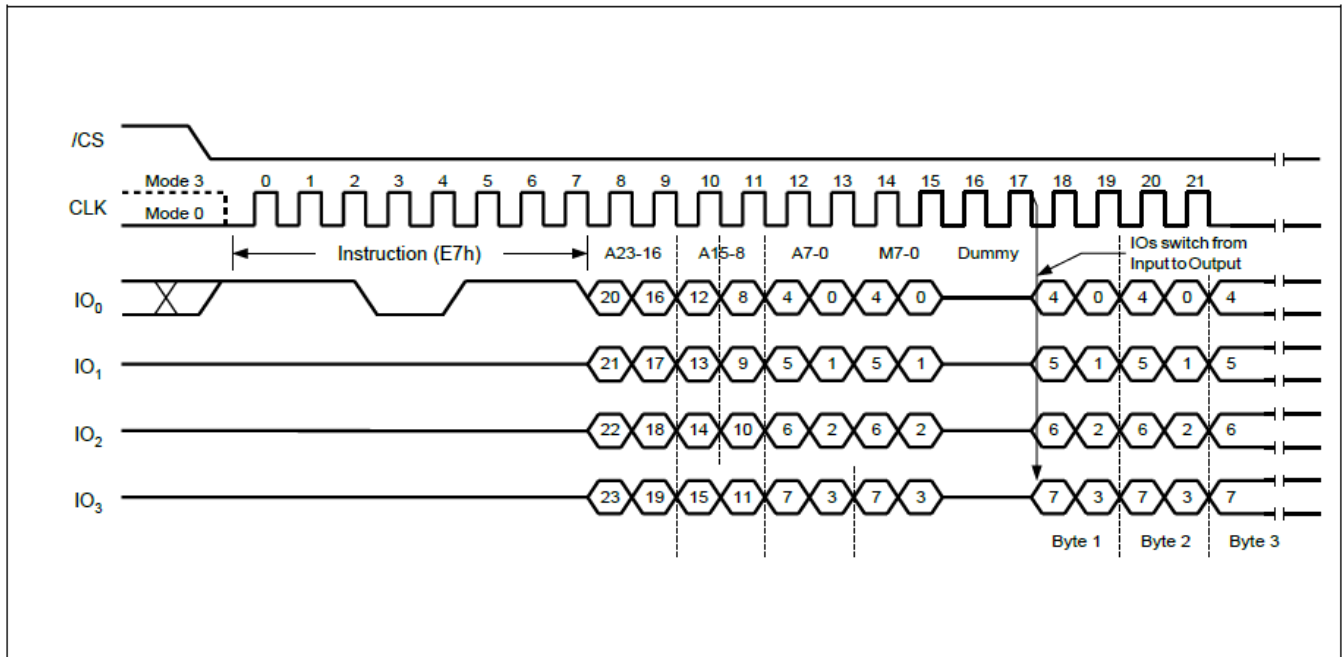 /CS
Mode 3 0 1 2 3 4 5 6 7 8 9 10 11 12 13 14 15 16 17 18 19 20 21
CLK Mode 0
Instruction (E7h) A23-16 A15-8 A7-0 M7-0 Dummy IOs switch from
Input to Output
IO0 20 16 12 8 4 0 4 0 4 0 4 0 4
IO1 21 17 13 9 5 1 5 1 5 1 5 1 5
IO2 22 18 14 10 6 2 6 2 6 2 6 2 6
IO3 23 19 15 11 7 3 7 3 7 3 7 3 7
Byte 1 Byte 2 Byte 3